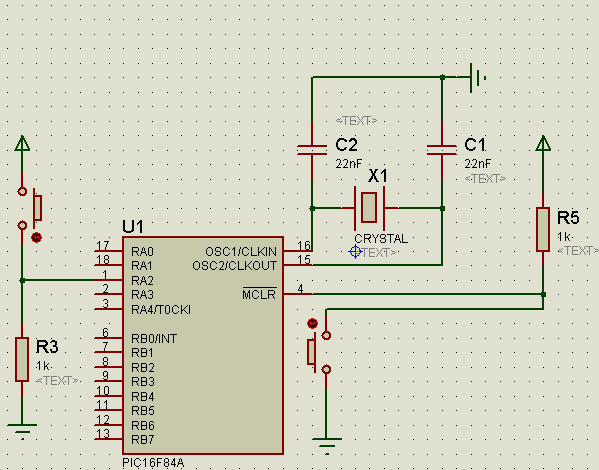 <TEXT>
C2
22nF
C1
22nF
<TEXT>
X1
CRYSTAL
<TEXT>
R5
1k
<TEXT>
U1
17 RA0 OSC1/CLKIN 16
18 RA1 OSC2/CLKOUT 15
1 RA2
2 RA3 MCLR 4
3 RA4/T0CKI
6 RB0/INT
7 RB1
8 RB2
9 RB3
10 RB4
11 RB5
12 RB6
13 RB7
PIC16F84A
R3
1k
<TEXT>